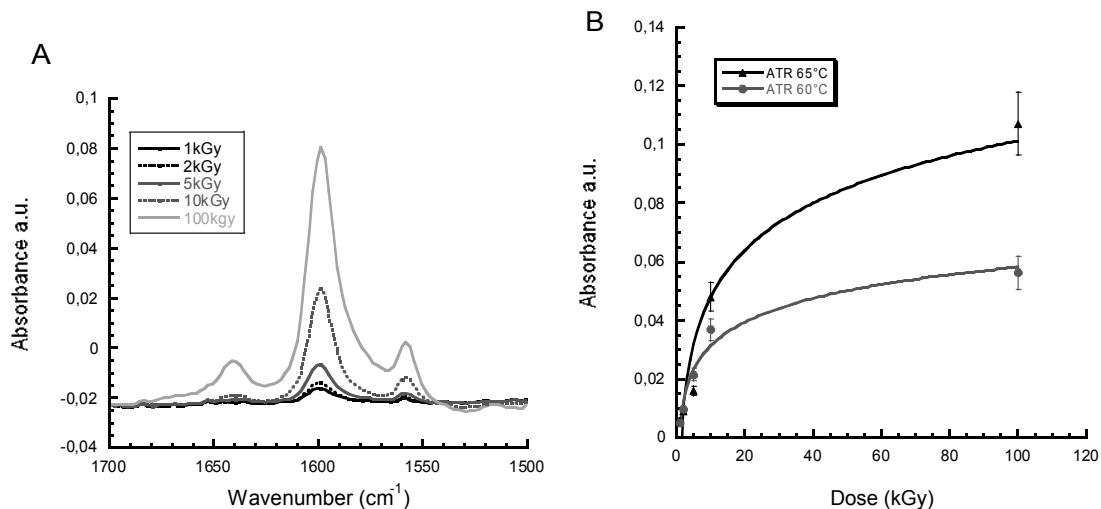 A
Absorbance a.u.
0,1
0,08
0,06
0,04
0,02
0
-0,02
-0,04
1kGy
2kGy
5kGy
10kGy
100kgy
1700
1650
1600
1550
1500
Wavenumber (cm-1)
B
Absorbance a.u.
0,14
0,12
0,1
0,08
0,06
0,04
0,02
0
ATR 65°C
ATR 60°C
0
20
40
60
80
100
120
Dose (kGy)